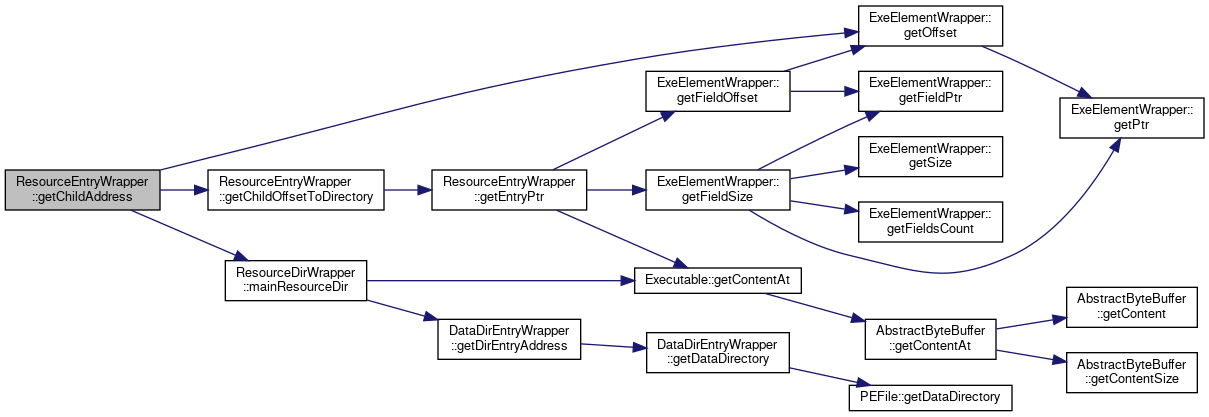 ResourceEntryWrapper
::getChildAddress
ResourceEntryWrapper
::getChildOffsetToDirectory
ResourceDirWrapper
::mainResourceDir
ResourceEntryWrapper
::getEntryPtr
DataDirEntryWrapper
::getDirEntryAddress
ExeElementWrapper::
getFieldOffset
ExeElementWrapper::
getFieldSize
Executable::getContentAt
DataDirEntryWrapper
::getDataDirectory
ExeElementWrapper::
getOffset
ExeElementWrapper::
getFieldPtr
ExeElementWrapper::
getSize
ExeElementWrapper::
getFieldsCount
AbstractByteBuffer
::getContentAt
PEFile::getDataDirectory
ExeElementWrapper::
getPtr
AbstractByteBuffer
::getContent
AbstractByteBuffer
::getContentSize